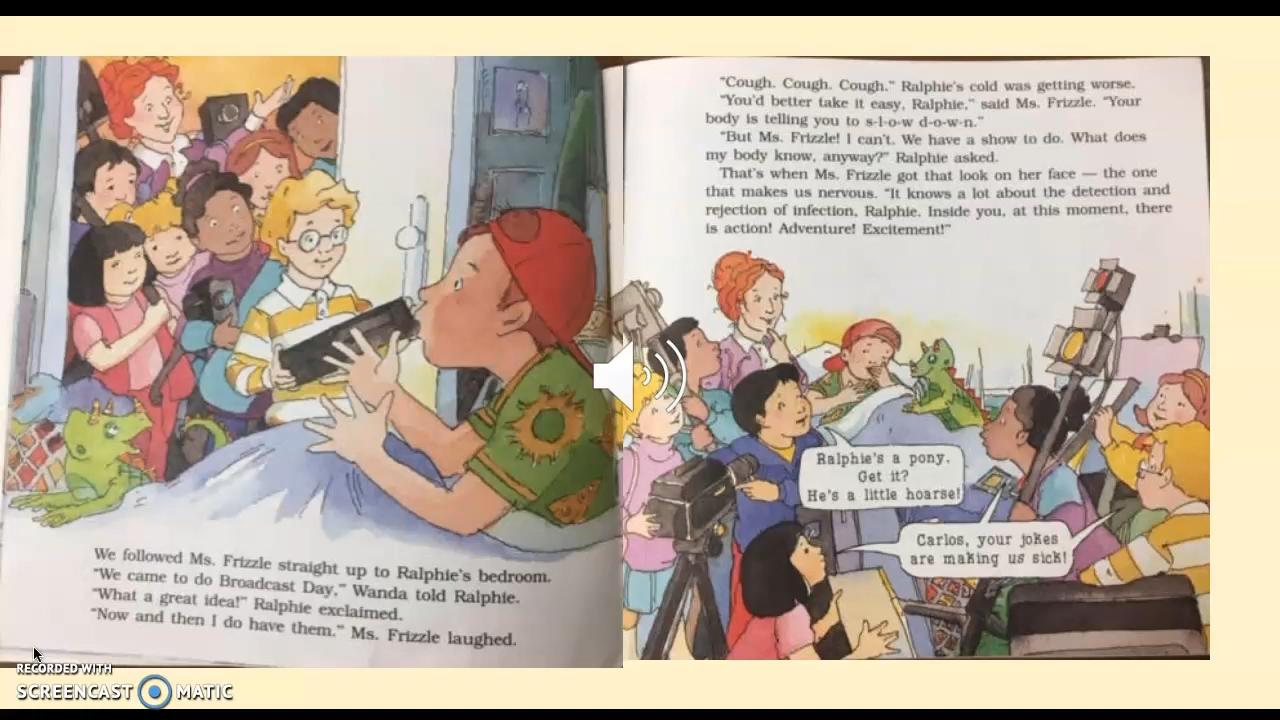 We followed Ms. Frizzle straight up to Ralphie's bedroom.
"We came to do Broadcast Day," Wanda told Ralphie.
"What a great idea!" Ralphie exclaimed.
"Now and then I do have them." Ms. Frizzle laughed.
"Cough. Cough. Cough." Ralphie's cold was getting worse.
"You'd better take it easy, Ralphie," said Ms. Frizzle. "Your
body is telling you to s-l-o-w d-o-w-n."
"But Ms. Frizzle! I can't. We have a show to do. What does
my body know, anyway?" Ralphie asked.
That's when Ms. Frizzle got that look on her face — the one
that makes us nervous. "It knows a lot about the detection and
rejection of infection, Ralphie. Inside you, at this moment, there
is action! Adventure! Excitement!"
Ralphie's a pony.
Get it?
He's a little hoarse!
Carlos, your jokes
are making us sick!
RECORDED WITH
SCREENCAST MATIC